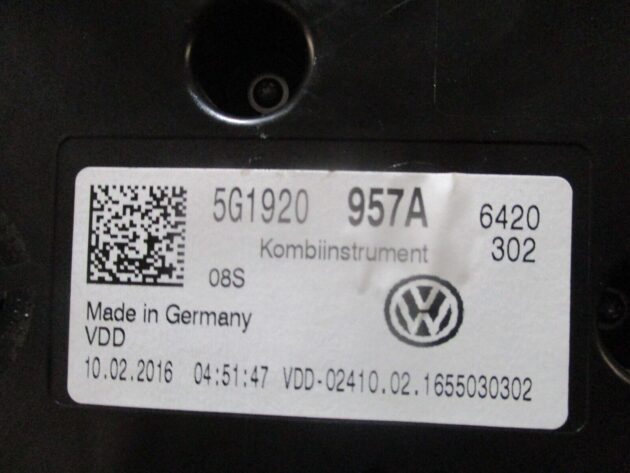 5G1920 957A 6420
Kombiinstrument 302
08S
Made in Germany
VDD
10.02.2016 04:51:47 VDD-02410.02.1655030302